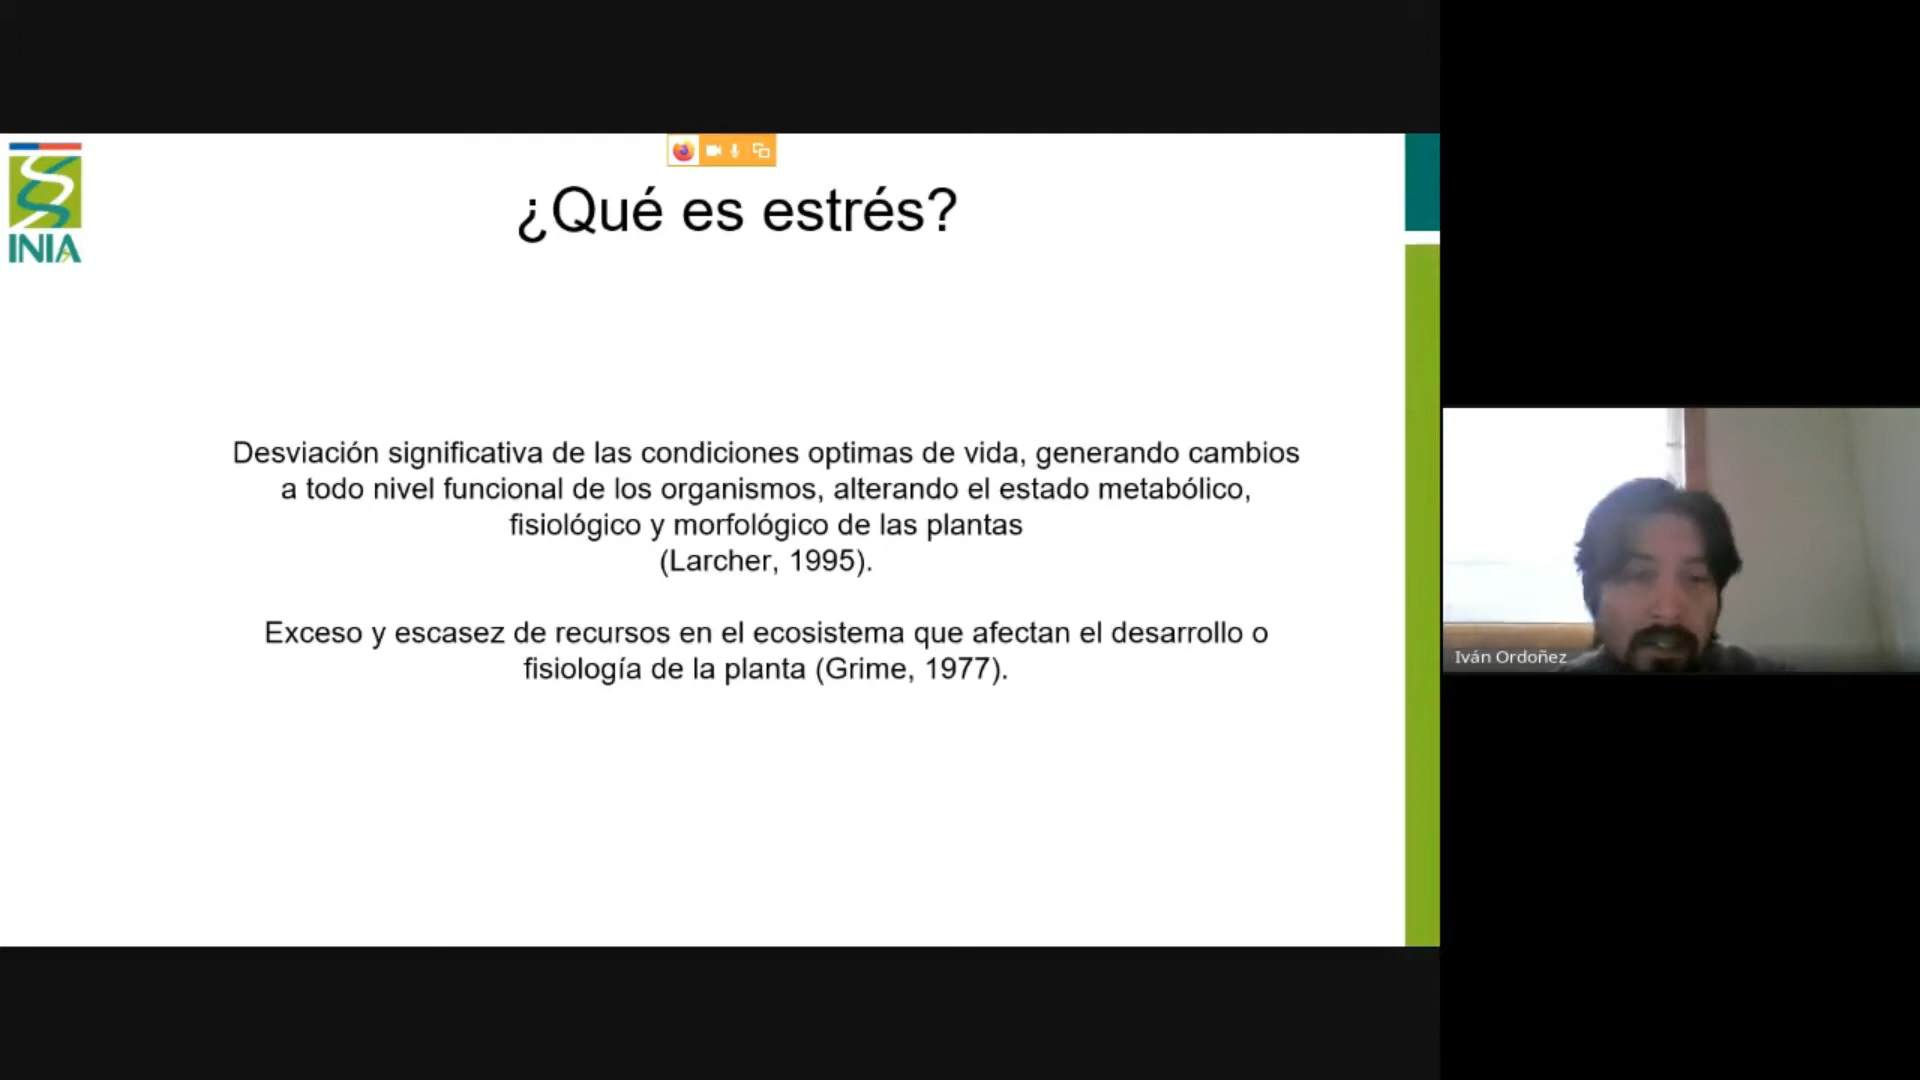 INIA
¿Qué es estrés?
Desviación significativa de las condiciones optimas de vida, generando cambios
a todo nivel funcional de los organismos, alterando el estado metabólico,
fisiológico y morfológico de las plantas
(Larcher, 1995).
Exceso y escasez de recursos en el ecosistema que afectan el desarrollo o
fisiología de la planta (Grime, 1977).
Iván Ordoñez